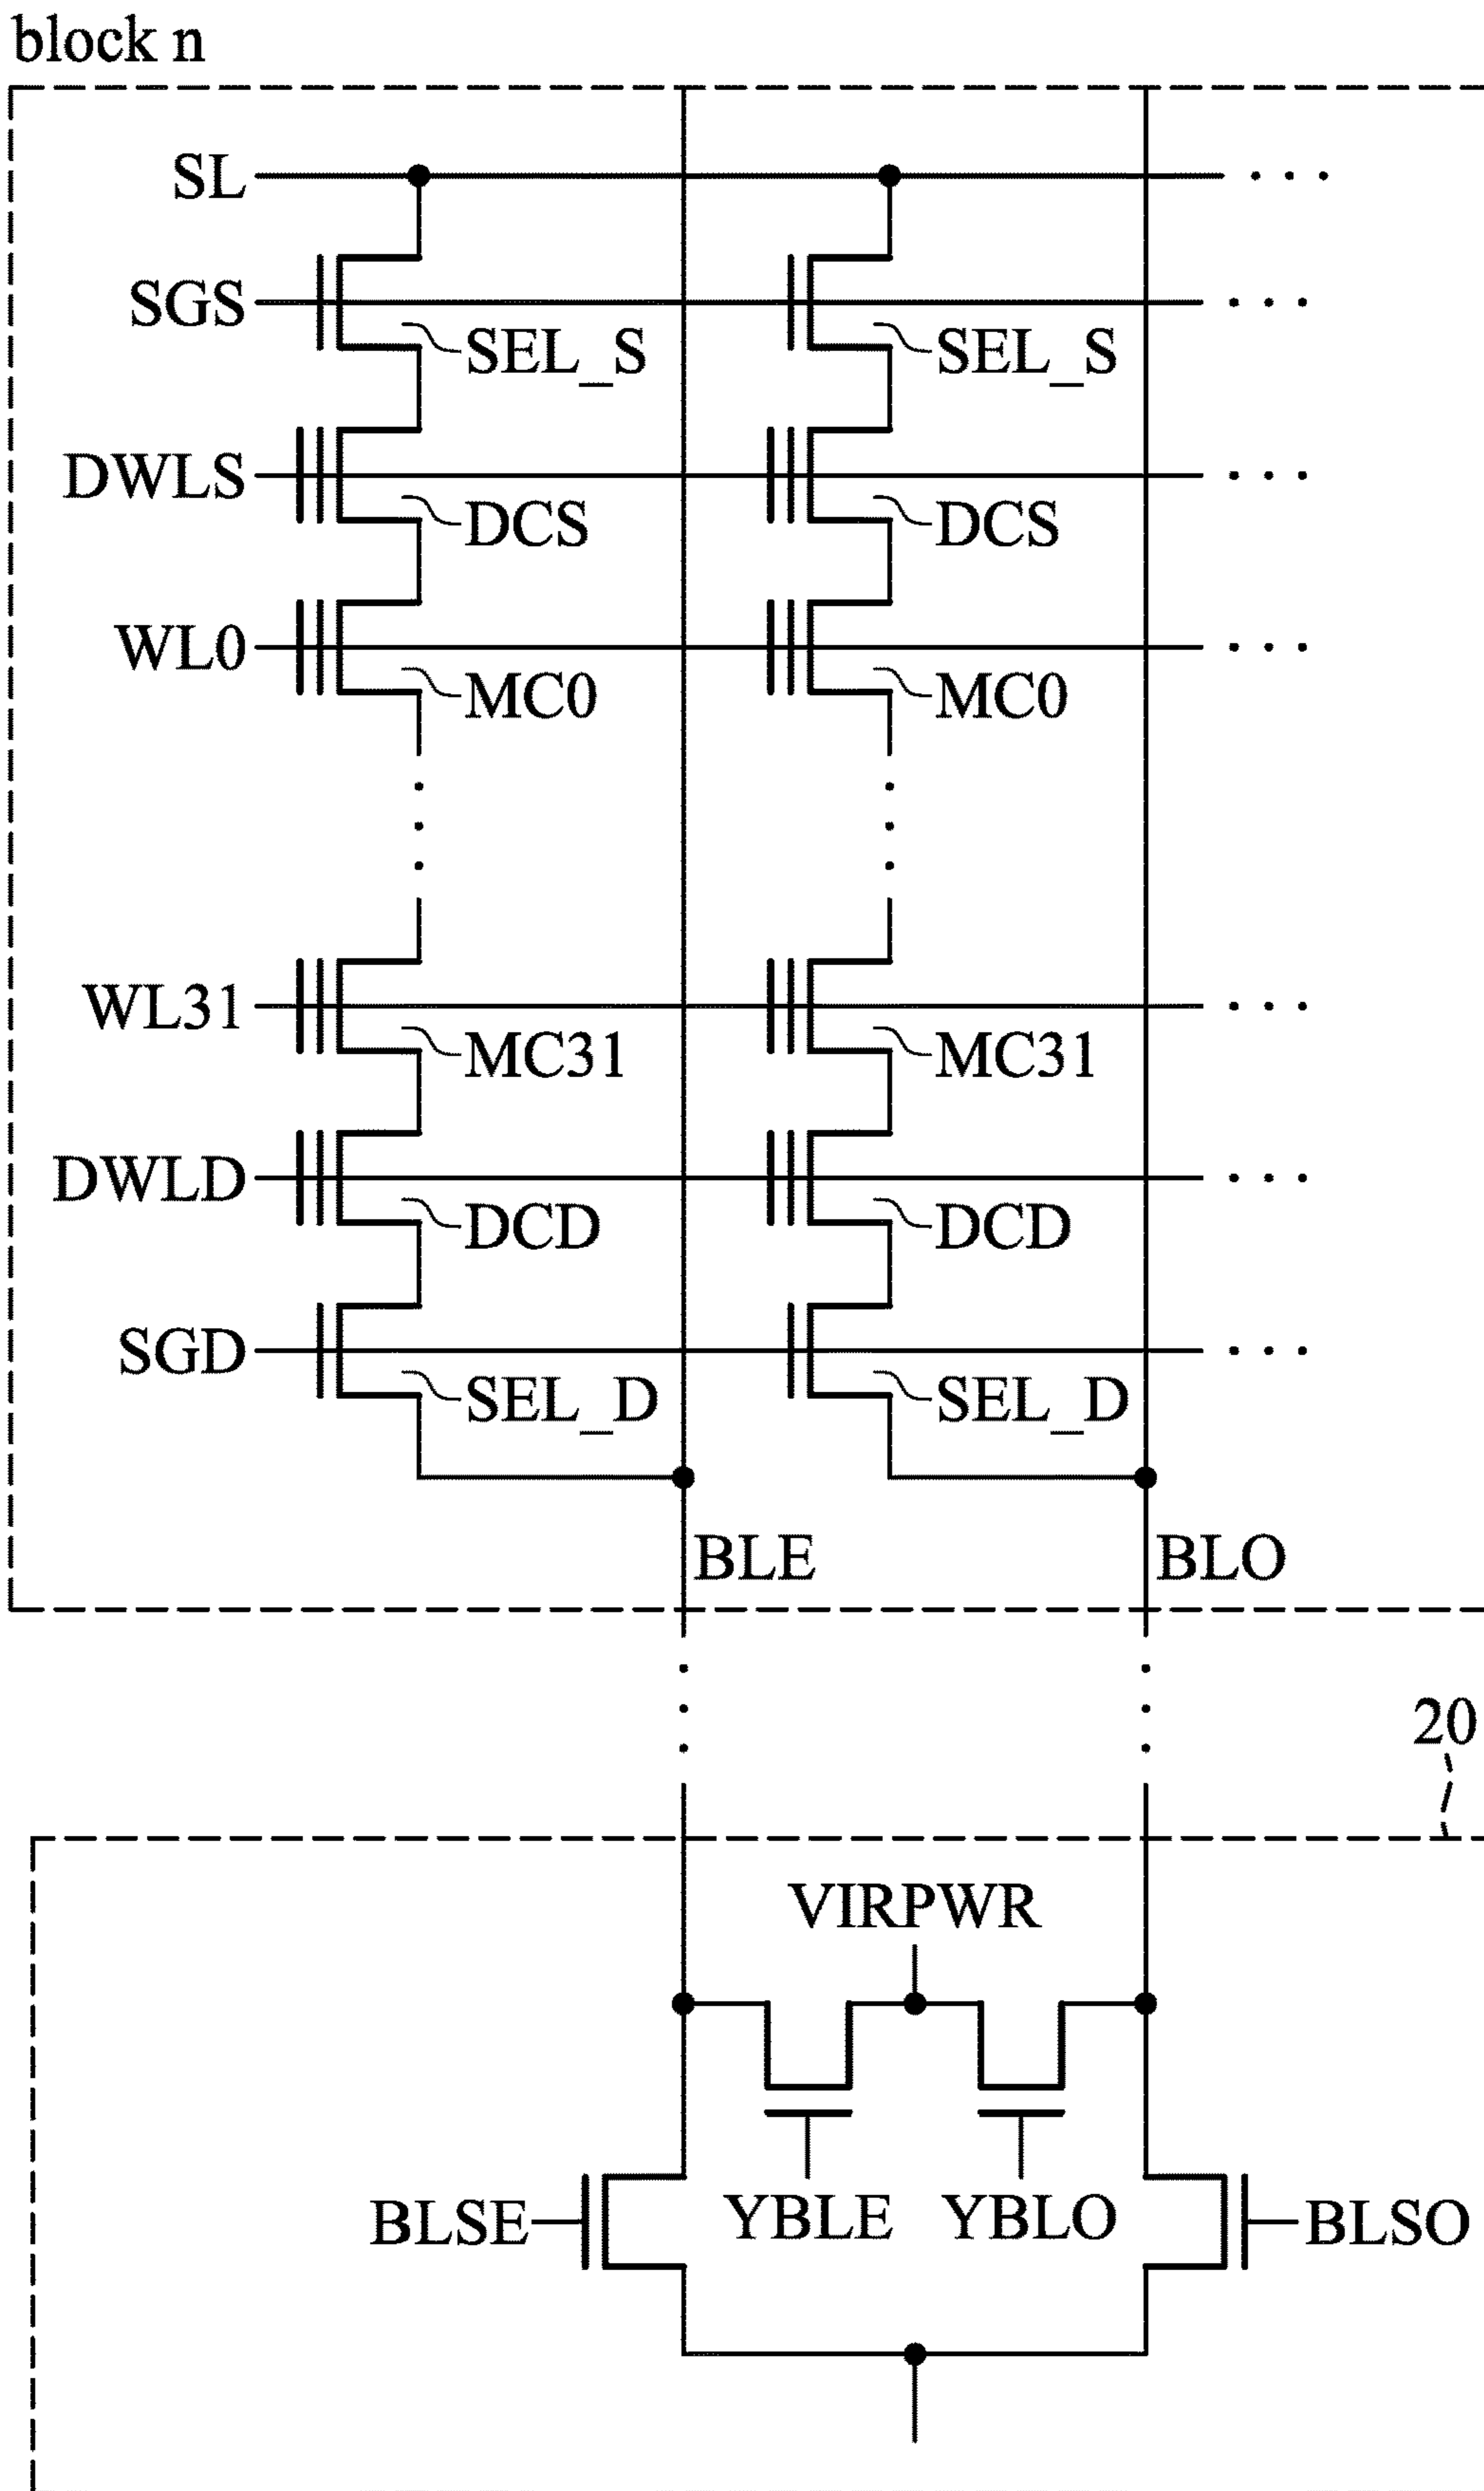 block n
SL
SGS
SEL_S SEL_S
DWLS
DCS DCS
WL0
MC0 MC0
WL31
MC31 MC31
DWLD
DCD DCD
SGD
SEL_D SEL_D
BLE BLO
20
VIRPWR
BLSE YBLE YBLO BLSO